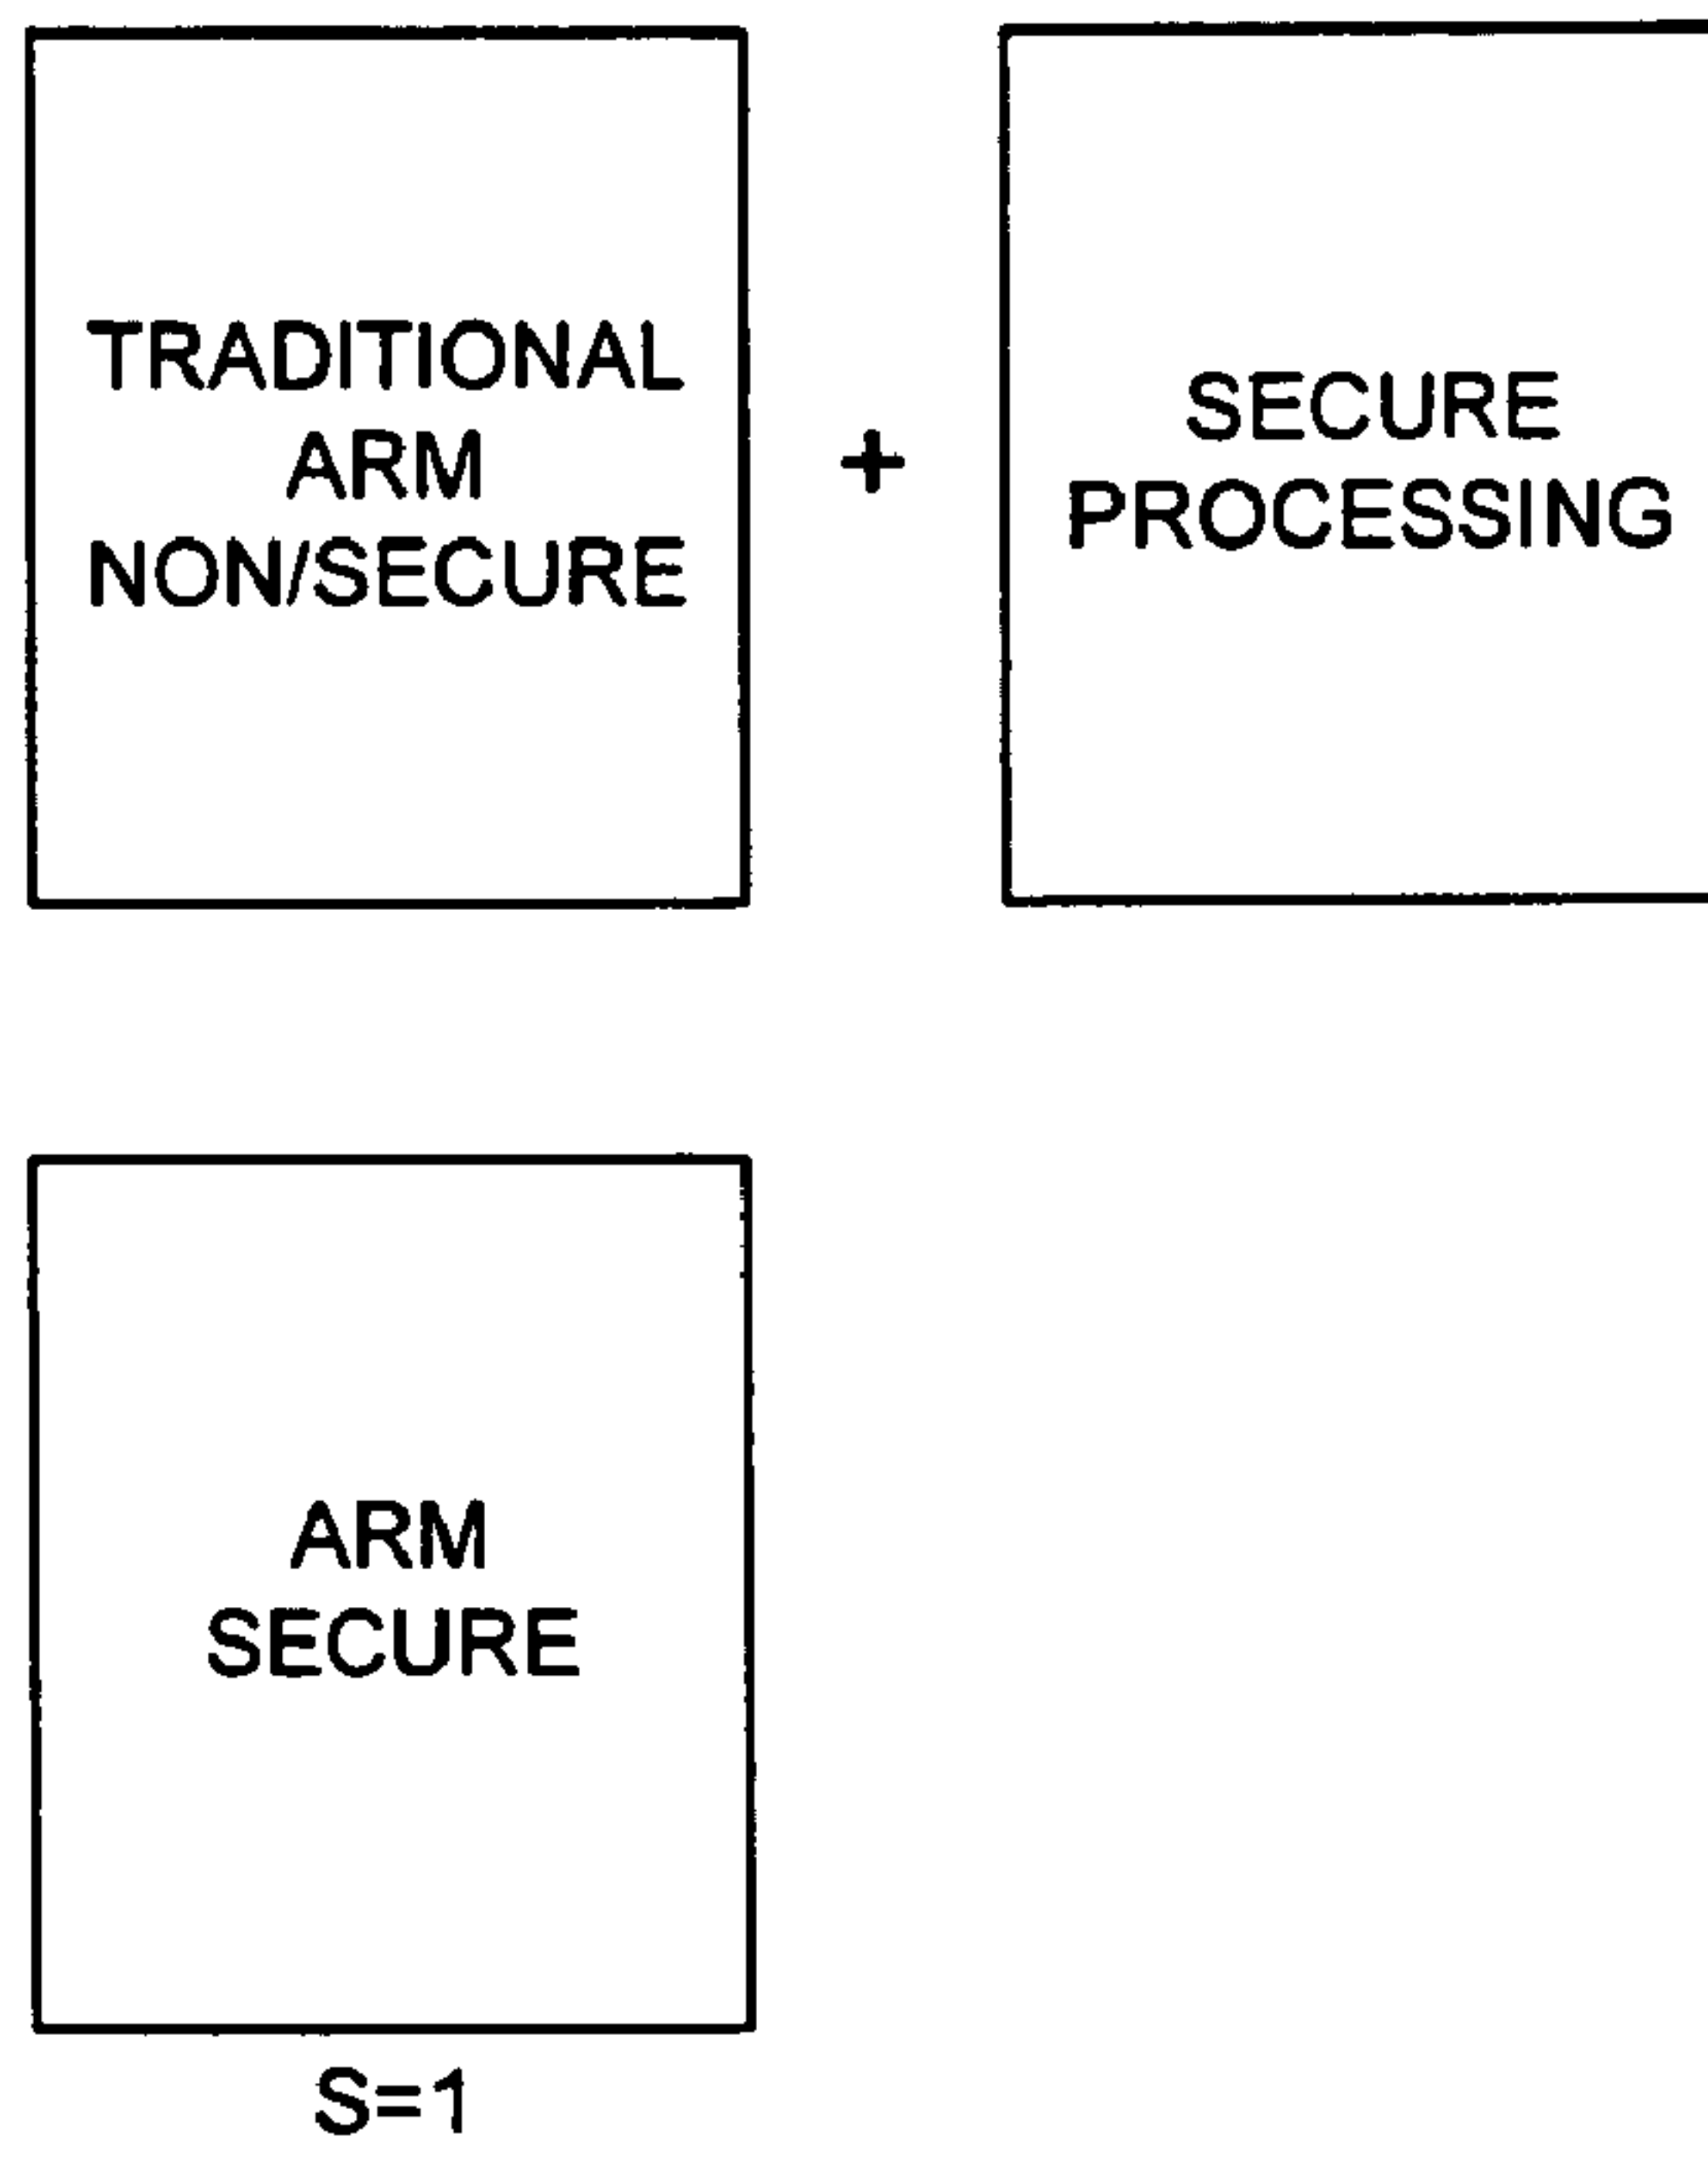 TRADITIONAL
ARM
NON/SECURE
+
SECURE
PROCESSING
ARM
SECURE
S=1